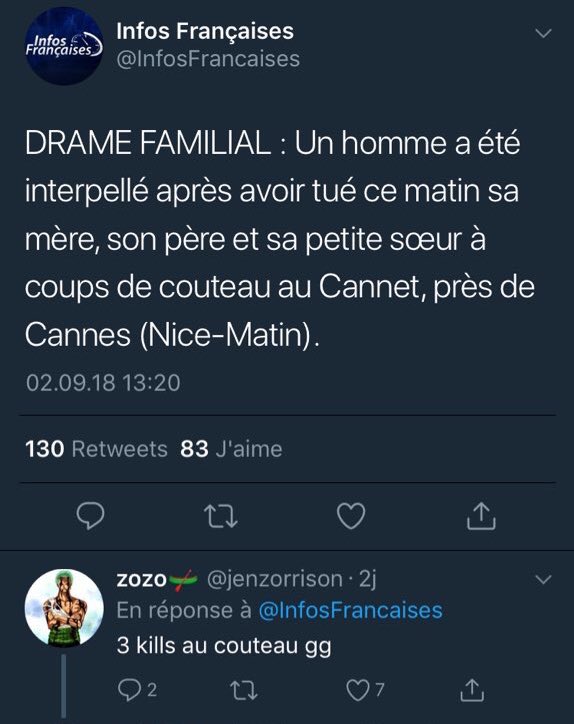 Infos
Françaises
Infos Françaises
@InfosFrancaises
DRAME FAMILIAL : Un homme a été
interpellé après avoir tué ce matin sa
mère, son père et sa petite sœur à
coups de couteau au Cannet, près de
Cannes (Nice-Matin).
02.09.18 13:20
130 Retweets 83 J'aime
zozo @jenzorrison · 2j
En réponse à @InfosFrancaises
3 kills au couteau gg
2
7